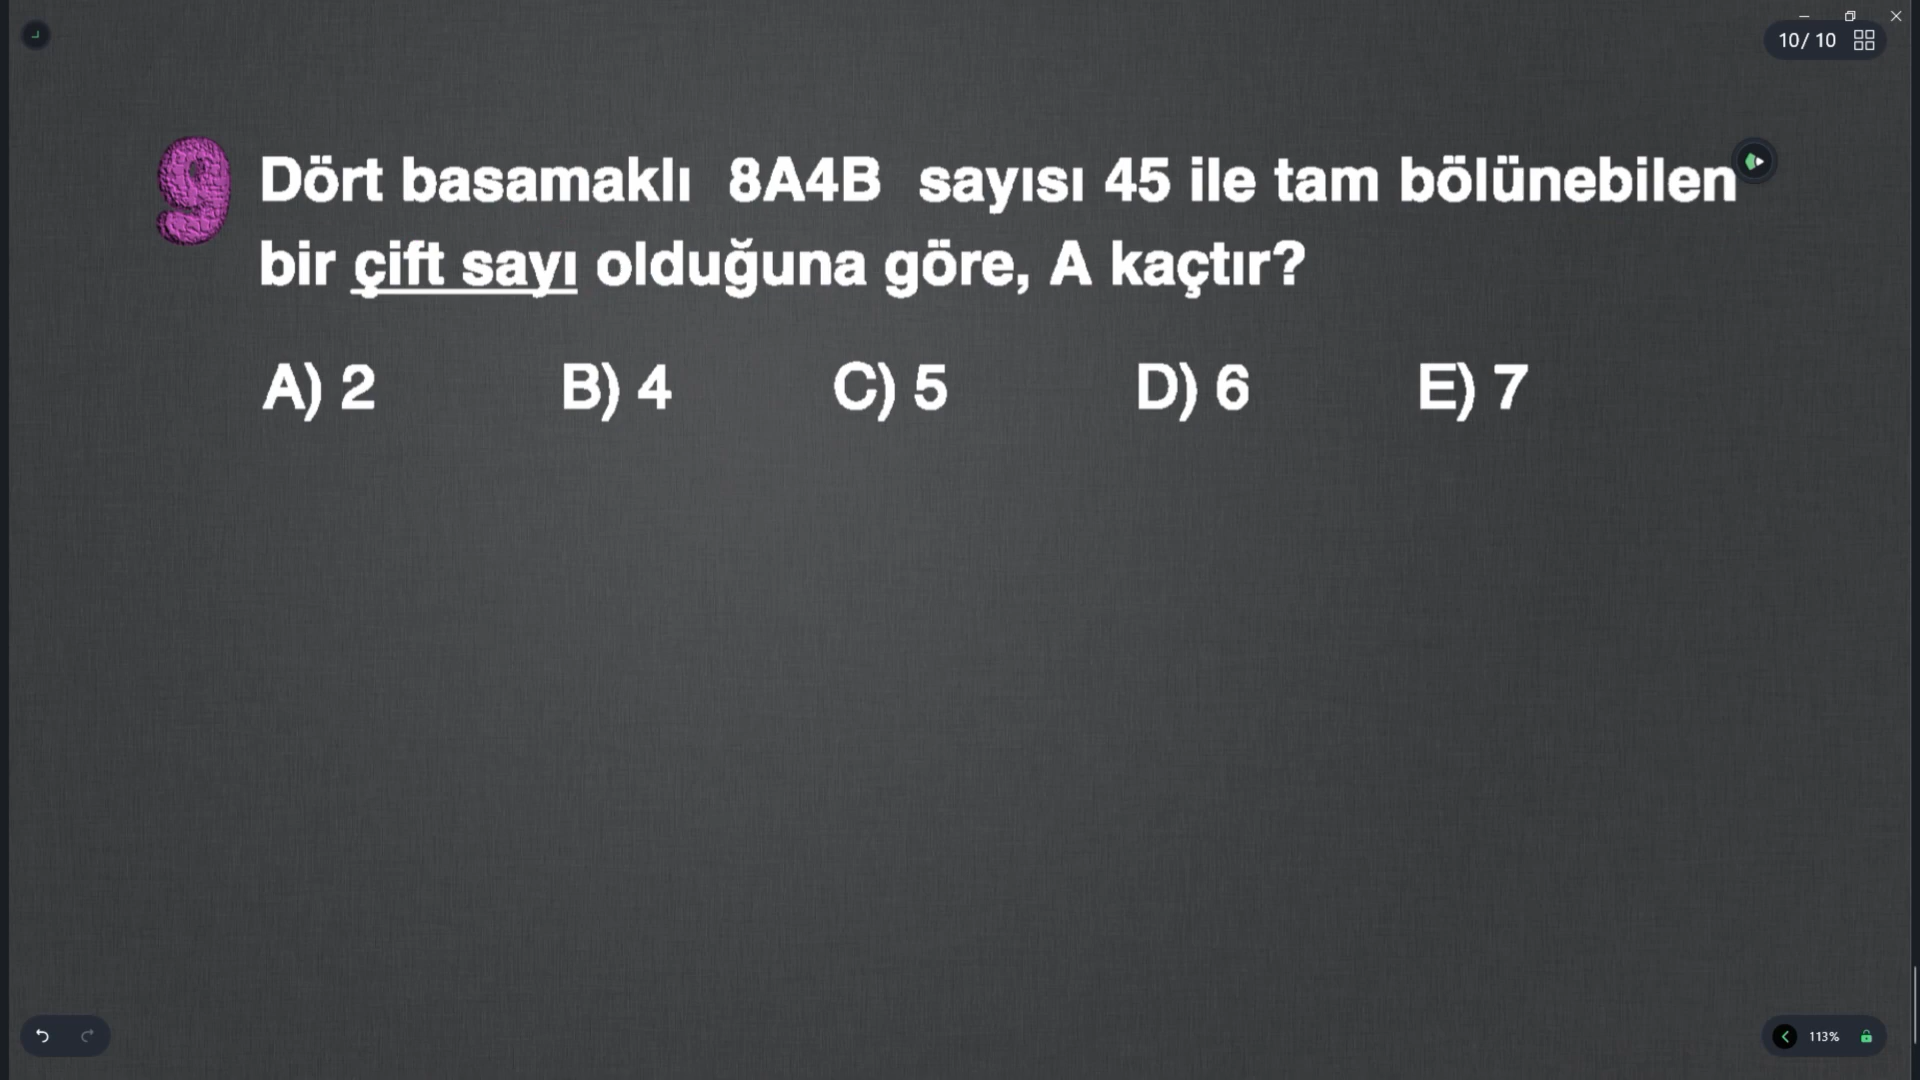 10/ 10
9 Dört basamaklı 8A4B sayısı 45 ile tam bölünebilen
bir çift sayı olduğuna göre, A kaçtır?
A) 2 B) 4 C) 5 D) 6 E) 7
113%